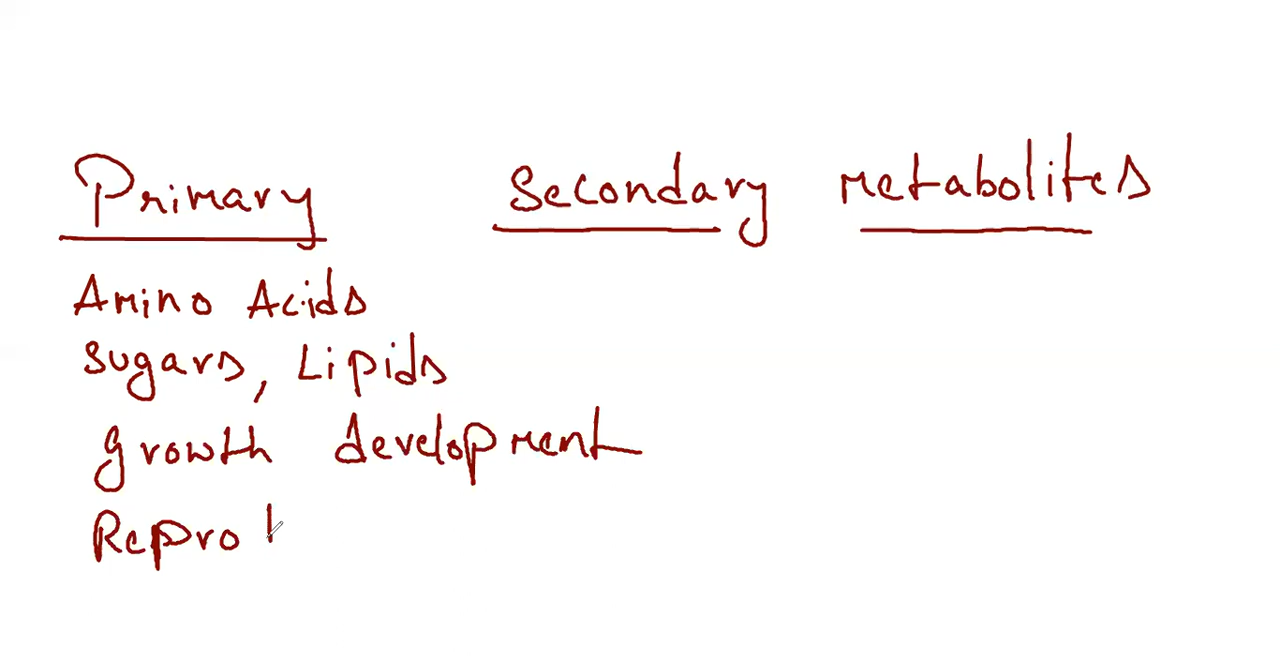 Primary Secondary metabolites
Amino Acids
Sugars, Lipids
Growth development
Repro